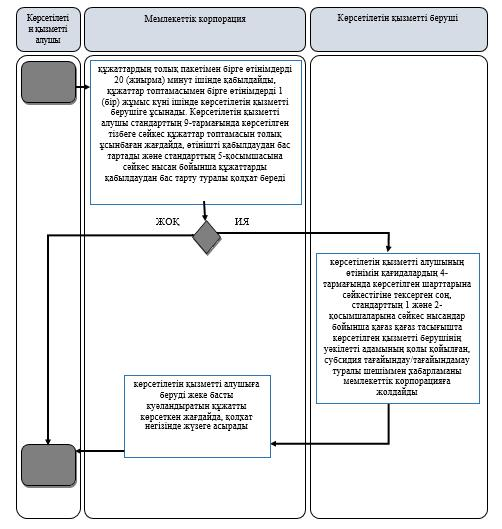 Көрсетілеті
н қызметті
алушы
Мемлекеттік корпорация
Көрсетілетін қызметті беруші
құжаттардың толық пакетімен бірге өтінімдерді
20 (жиырма) минут ішінде қабылдайды,
құжаттар топтамасымен бірге өтінімдерді 1
(бір) жұмыс күні ішінде көрсетілетін қызметті
берушіге ұсынады. Көрсетілетін қызметті
алушы стандарттың 9-тармағында көрсетілген
тізбеге сәйкес құжаттар топтамасын толық
ұсынбаған жағдайда, өтінішті қабылдаудан бас
тартады және стандарттың 5-қосымшасына
сәйкес нысан бойынша құжаттарды
қабылдаудан бас тарту туралы қолхат береді
ЖОҚ
ИЯ
көрсетілетін қызметті алушының
өтінімін қағидалардың 4-
тармағында көрсетілген шарттарына
сәйкестігіне тексерген соң,
стандарттың 1 және 2-
қосымшаларына сәйкес нысандар
бойынша қағаз қағаз тасығышта
көрсетілген қызметті берушінің
уәкілетті адамының қолы қойылған,
субсидия тағайындау/тағайындамау
туралы шешіммен хабарламаны
мемлекеттік корпорацияға
жолдайды
көрсетілетін қызметті алушыға
беруді жеке басты
куәландыратын құжатты
көрсеткен жағдайда, қолхат
негізінде жүзеге асырады